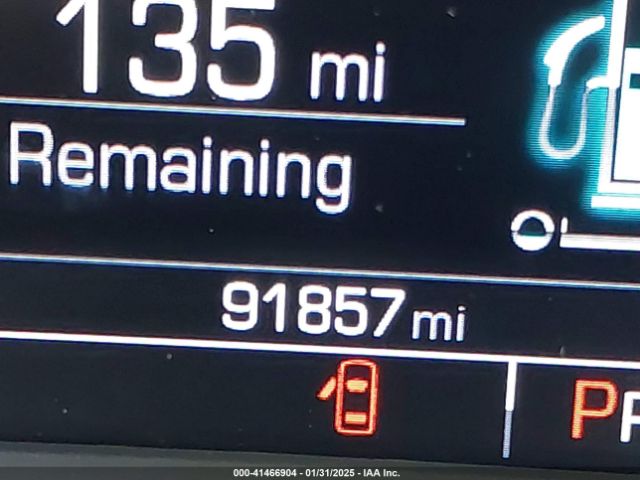 135 mi
Remaining
91857 mi
P
000-41466904 - 01/31/2025 - IAA Inc.